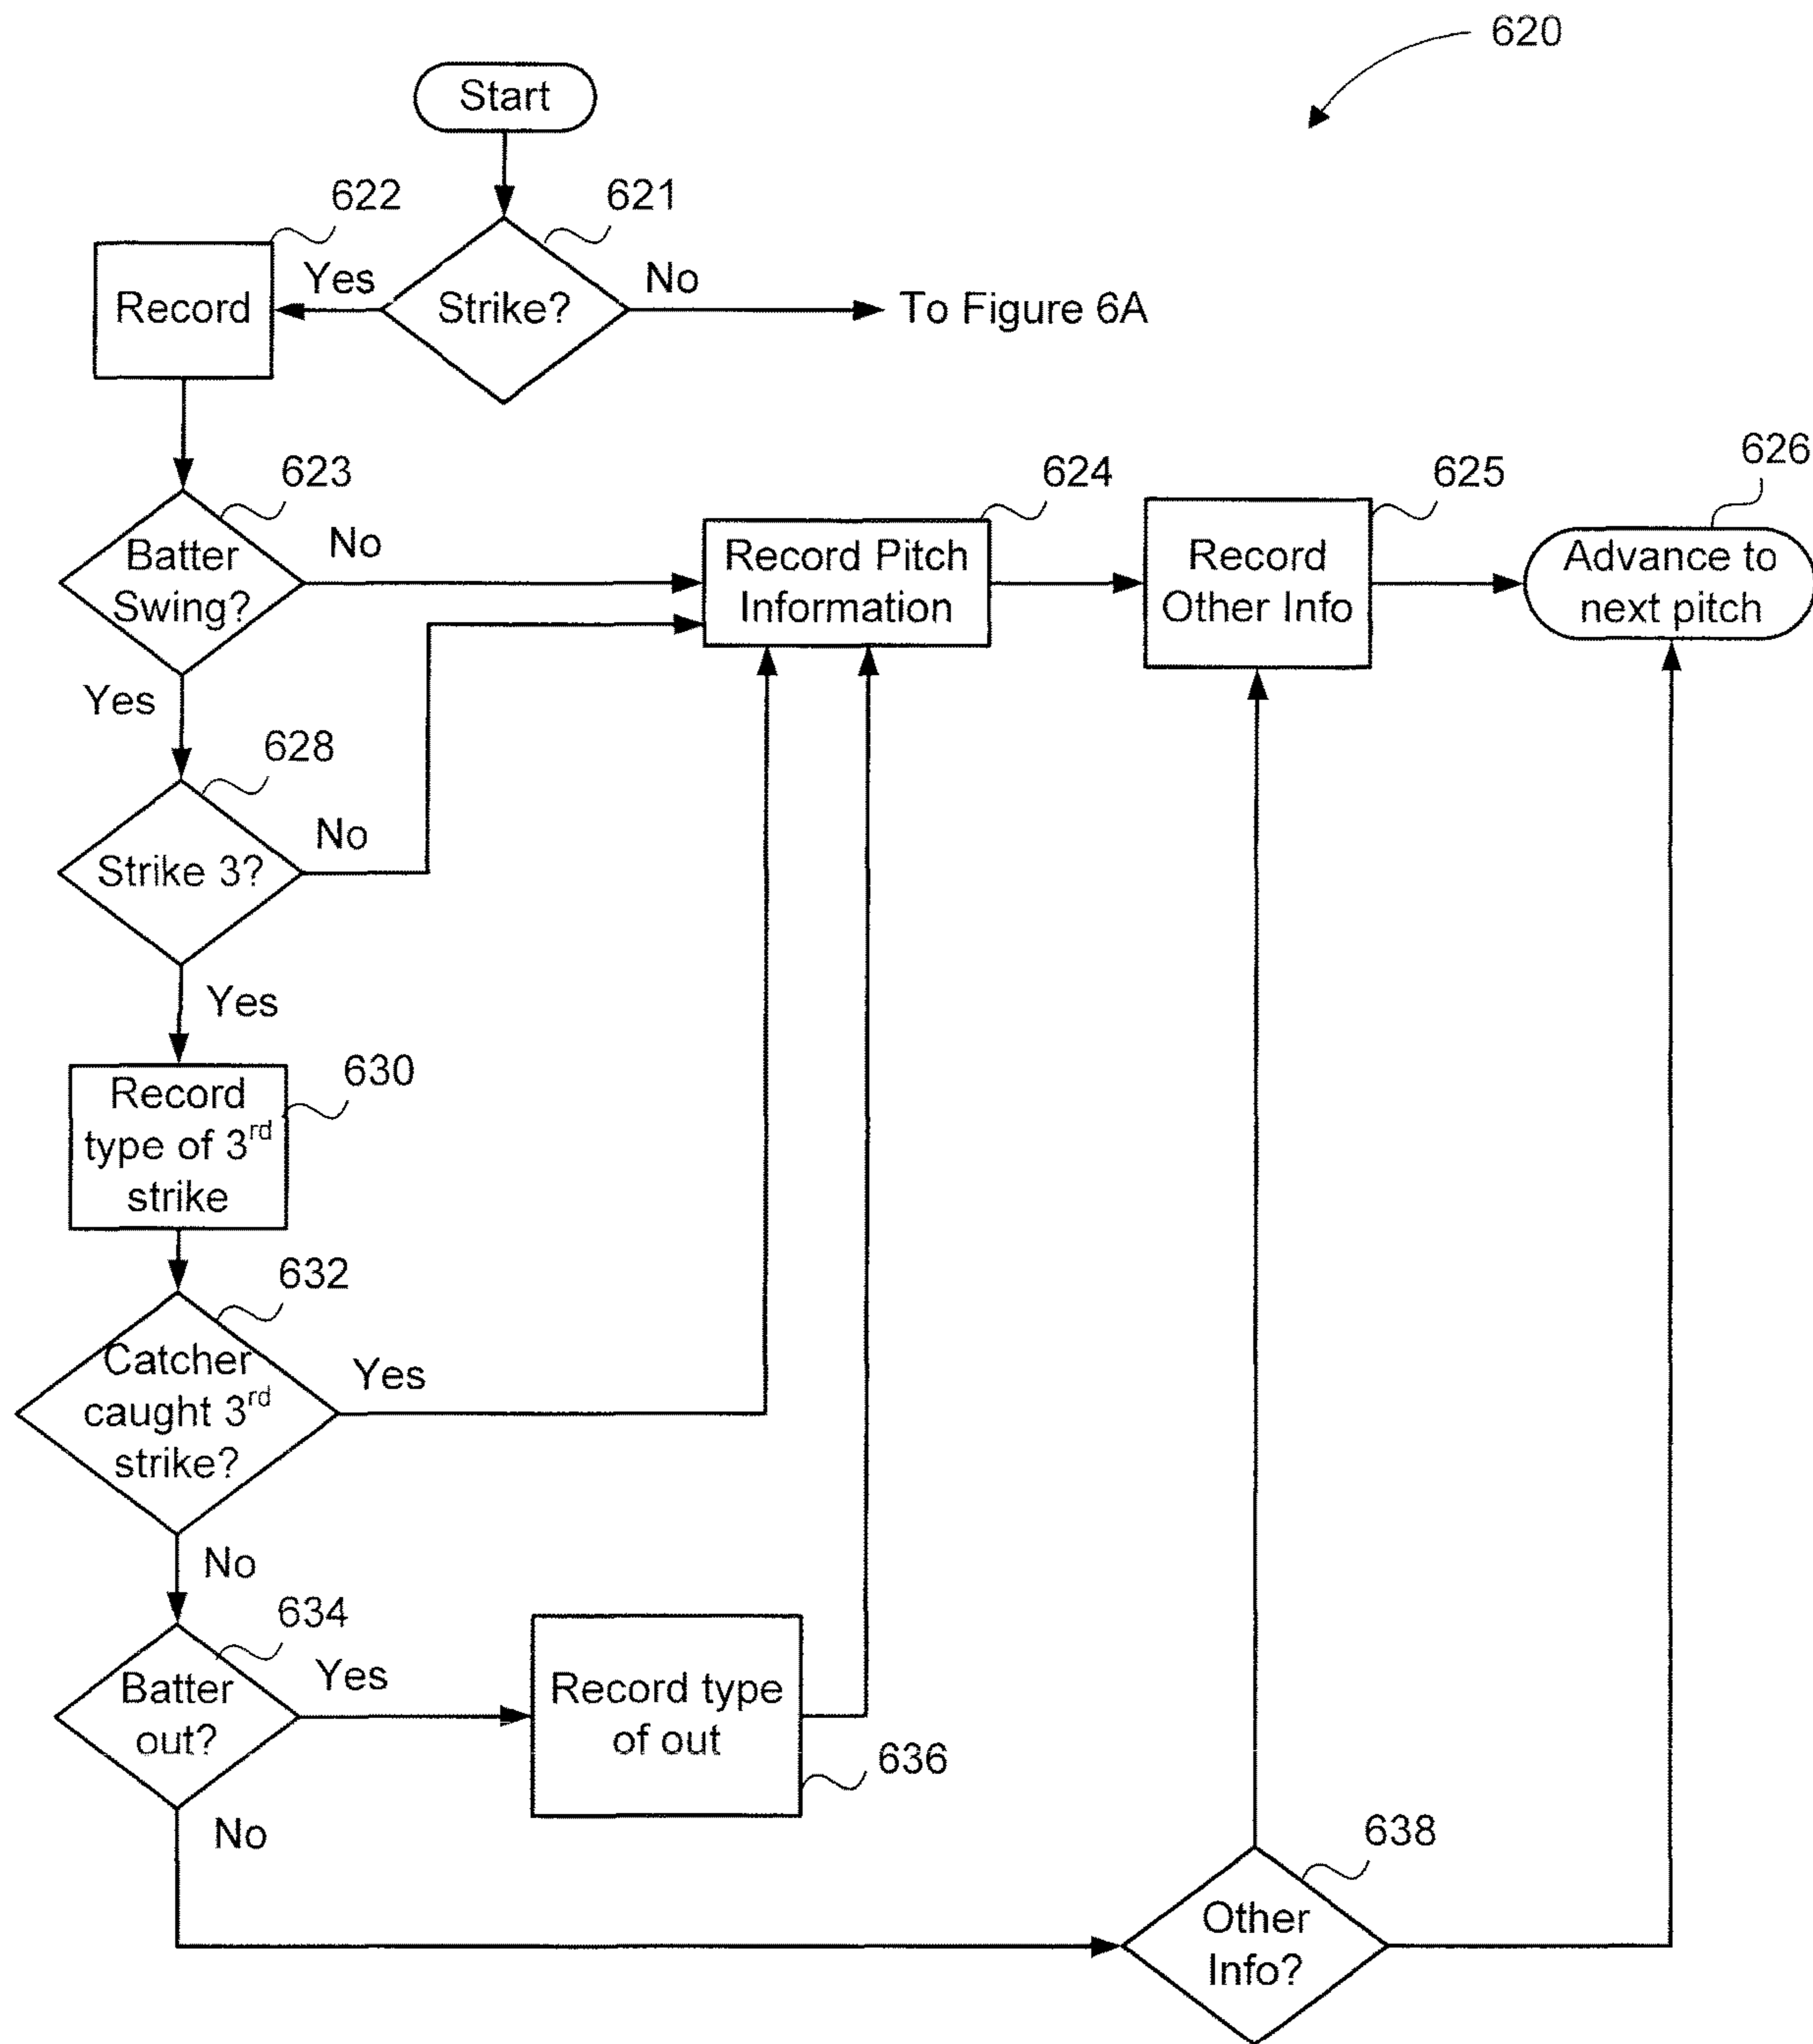 620
Start
622
621
Yes
No
Record
Strike?
To Figure 6A
623
624
625
626
Batter
Swing?
No
Record Pitch
Information
Record
Other Info
Advance to
next pitch
Yes
628
Strike 3?
No
Yes
630
Record
type of 3rd
strike
632
Catcher
caught 3rd
strike?
Yes
No
634
Batter
out?
Yes
Record type
of out
636
No
638
Other
Info?